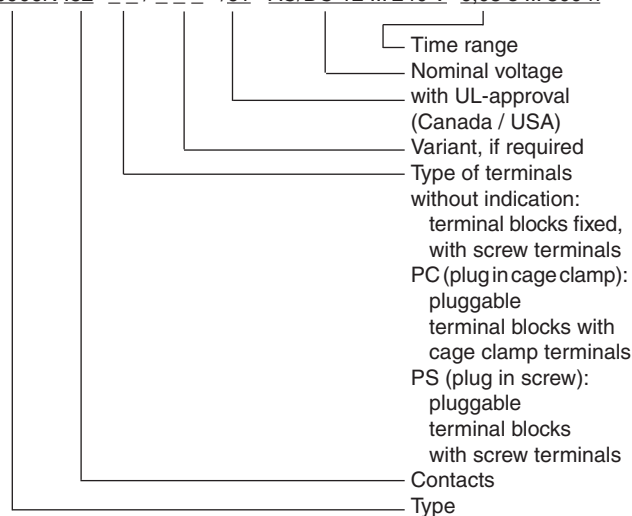 Time range
Nominal voltage
with UL-approval
(Canada / USA)
Variant, if required
Type of terminals
without indication:
terminal blocks fixed,
with screw terminals
PC (plug in cage clamp):
pluggable
terminal blocks with
cage clamp terminals
PS (plug in screw):
pluggable
terminal blocks
with screw terminals
Contacts
Type